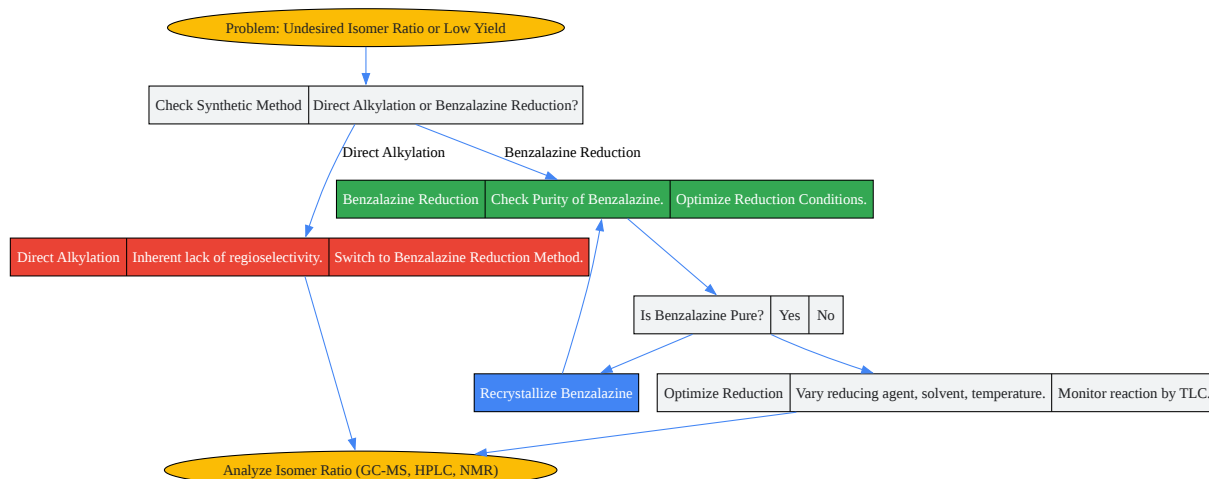 Problem: Undesired Isomer Ratio or Low Yield
Check Synthetic Method
Direct Alkylation or Benzalazine Reduction?
Direct Alkylation
Benzalazine Reduction
Benzalazine Reduction
Check Purity of Benzalazine.
Optimize Reduction Conditions.
Direct Alkylation
Inherent lack of regioselectivity.
Switch to Benzalazine Reduction Method.
Is Benzalazine Pure?
Yes
No
Recrystallize Benzalazine
Optimize Reduction
Vary reducing agent, solvent, temperature.
Monitor reaction by TLC.
Analyze Isomer Ratio (GC-MS, HPLC, NMR)